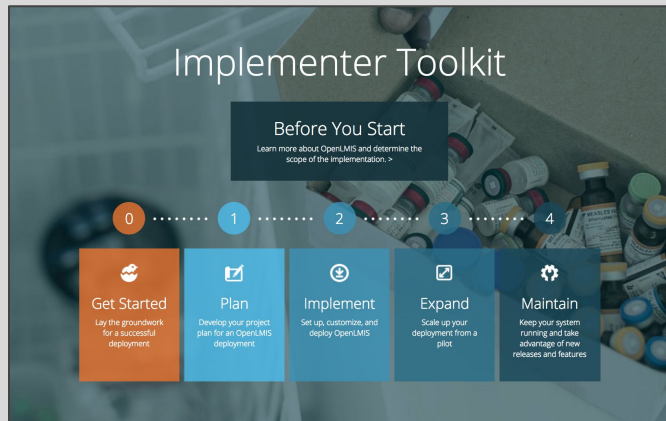 Implementer Toolkit
Before You Start
Learn more about OpenLMIS and determine the
scope of the implementation. >
0
1
2
3
4
Get Started
Lay the groundwork
for a successful
deployment
Plan
Develop your project
plan for an OpenLMIS
deployment
Implement
Set up, customize, and
deploy OpenLMIS
Expand
Scale up your
deployment from a
pilot
Maintain
Keep your system
running and take
advantage of new
releases and features